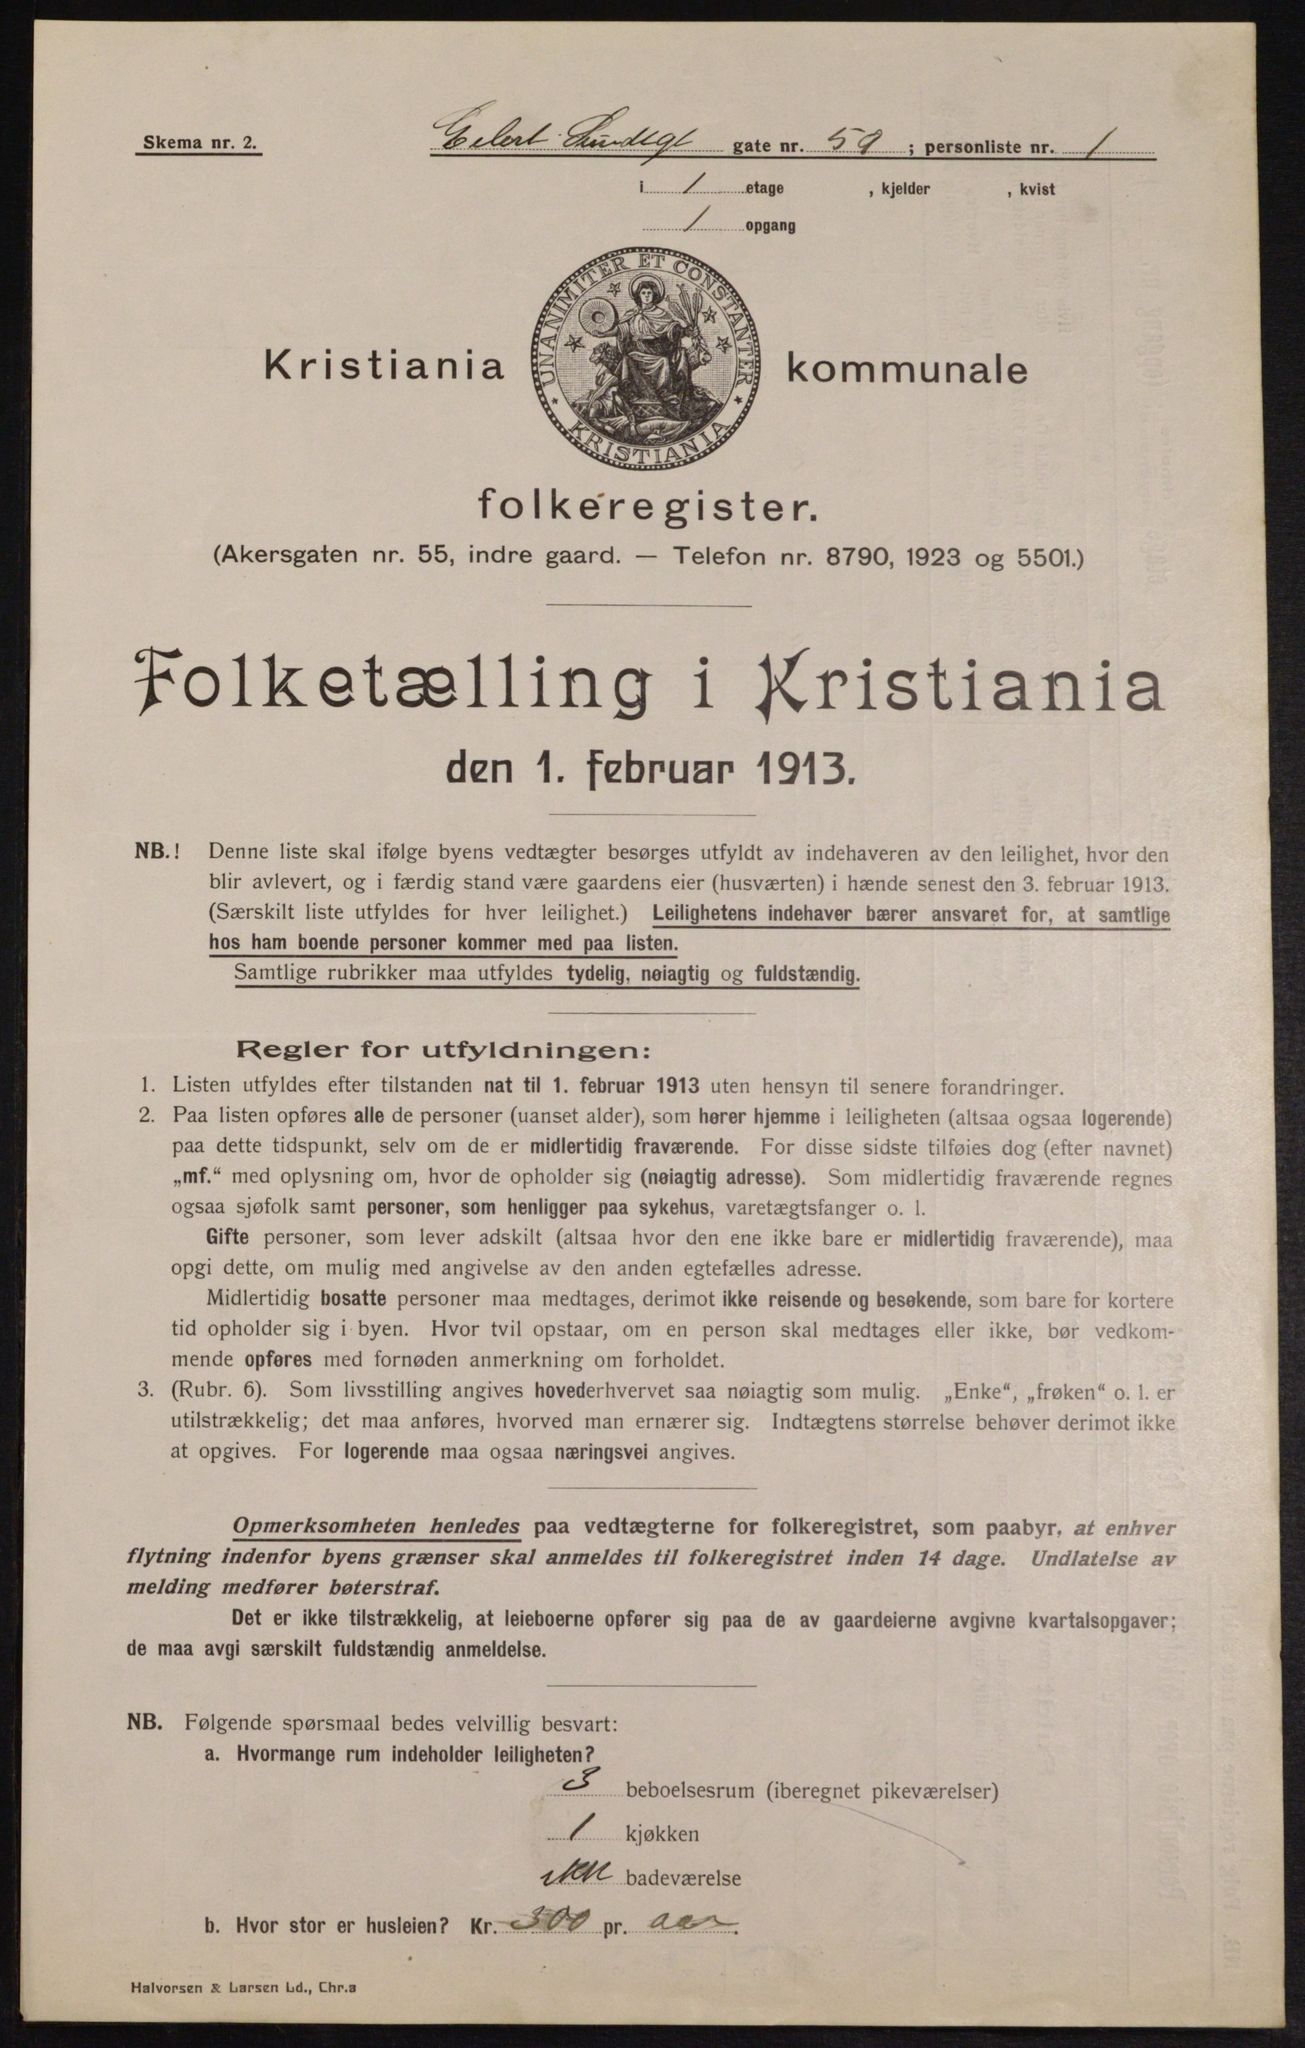 Skema nr. 2.
Eilert Sundtgt gate nr. 59 ; personliste nr. 1
i 1 etage , kjelder , kvist
1 opgang
UNANIMITER ET CONSTANTER
KRISTIANIA
Kristiania kommunale
folkeregister.
(Akersgaten nr. 55, indre gaard. — Telefon nr. 8790, 1923 og 5501.)
Folketælling i Kristiania
den 1. februar 1913.
NB.! Denne liste skal ifølge byens vedtægter besørges utfyldt av indehaveren av den leilighet, hvor den
blir avlevert, og i færdig stand være gaardens eier (husværten) i hænde senest den 3. februar 1913.
(Særskilt liste utfyldes for hver leilighet.) Leilighetens indehaver bærer ansvaret for, at samtlige
hos ham boende personer kommer med paa listen.
Samtlige rubrikker maa utfyldes tydelig, nøiagtig og fuldstændig.
Regler for utfyldningen:
1. Listen utfyldes efter tilstanden nat til 1. februar 1913 uten hensyn til senere forandringer.
2. Paa listen opføres alle de personer (uanset alder), som hører hjemme i leiligheten (altsaa ogsaa logerende)
paa dette tidspunkt, selv om de er midlertidig fraværende. For disse sidste tilføies dog (efter navnet)
„mf.“ med oplysning om, hvor de opholder sig (nøiagtig adresse). Som midlertidig fraværende regnes
ogsaa sjøfolk samt personer, som henligger paa sykehus, varetægtsfanger o. l.
Gifte personer, som lever adskilt (altsaa hvor den ene ikke bare er midlertidig fraværende), maa
opgi dette, om mulig med angivelse av den anden egtefælles adresse.
Midlertidig bosatte personer maa medtages, derimot ikke reisende og besøkende, som bare for kortere
tid opholder sig i byen. Hvor tvil opstaar, om en person skal medtages eller ikke, bør vedkom-
mende opføres med fornøden anmerkning om forholdet.
3. (Rubr. 6). Som livsstilling angives hovederhvervet saa nøiagtig som mulig. „Enke“, „frøken“ o. l. er
utilstrækkelig; det maa anføres, hvorved man ernærer sig. Indtægtens størrelse behøver derimot ikke
at opgives. For logerende maa ogsaa næringsvei angives.
Opmerksomheten henledes paa vedtægterne for folkeregistret, som paabyr, at enhver
flytning indenfor byens grænser skal anmeldes til folkeregistret inden 14 dage. Undlatelse av
melding medfører bøterstraf.
Det er ikke tilstrækkelig, at leieboerne opfører sig paa de av gaardeierne avgivne kvartalsopgaver;
de maa avgi særskilt fuldstændig anmeldelse.
NB. Følgende spørsmaal bedes velvillig besvart:
a. Hvormange rum indeholder leiligheten?
3 beboelsesrum (iberegnet pikeværelser)
1 kjøkken
ikke badeværelse
b. Hvor stor er husleien? Kr. 300 pr. aar.
Halvorsen & Larsen Ld., Chr.a